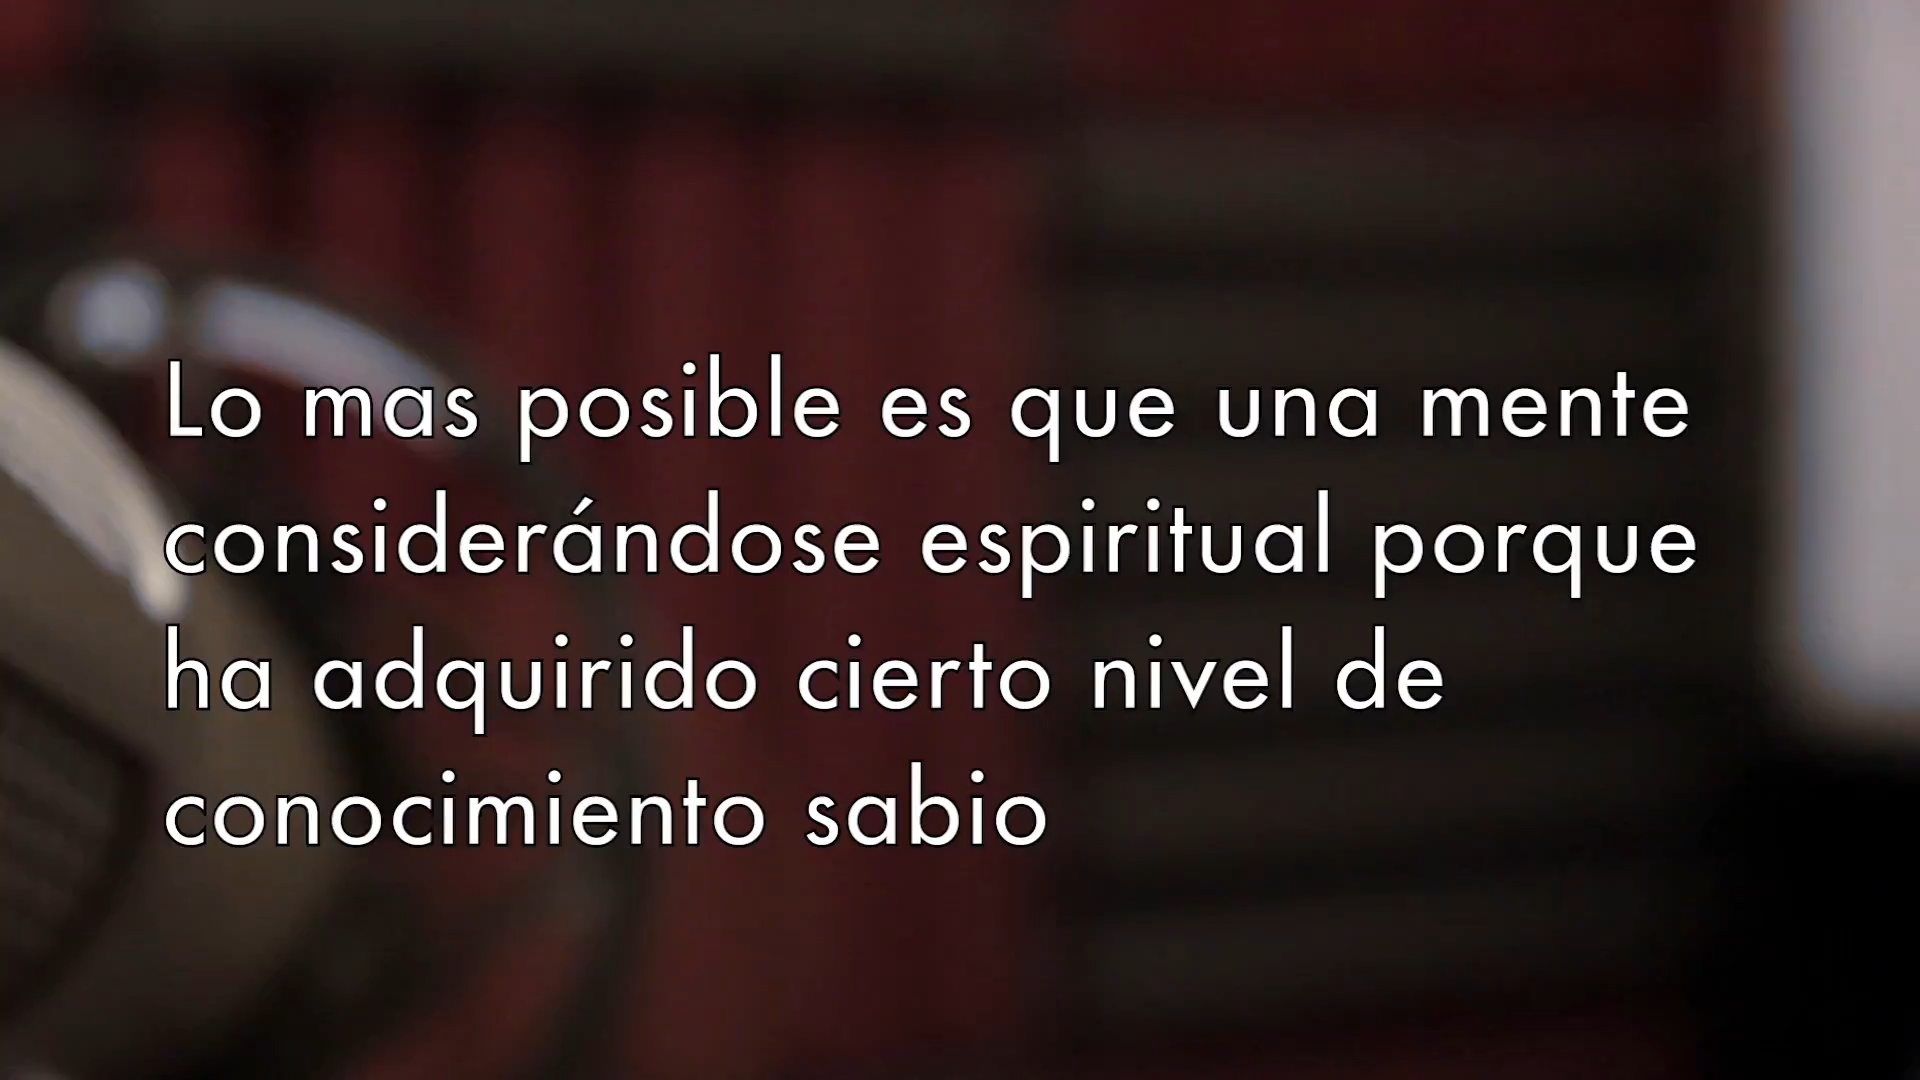 Lo mas posible es que una mente
considerándose espiritual porque
ha adquirido cierto nivel de
conocimiento sabio